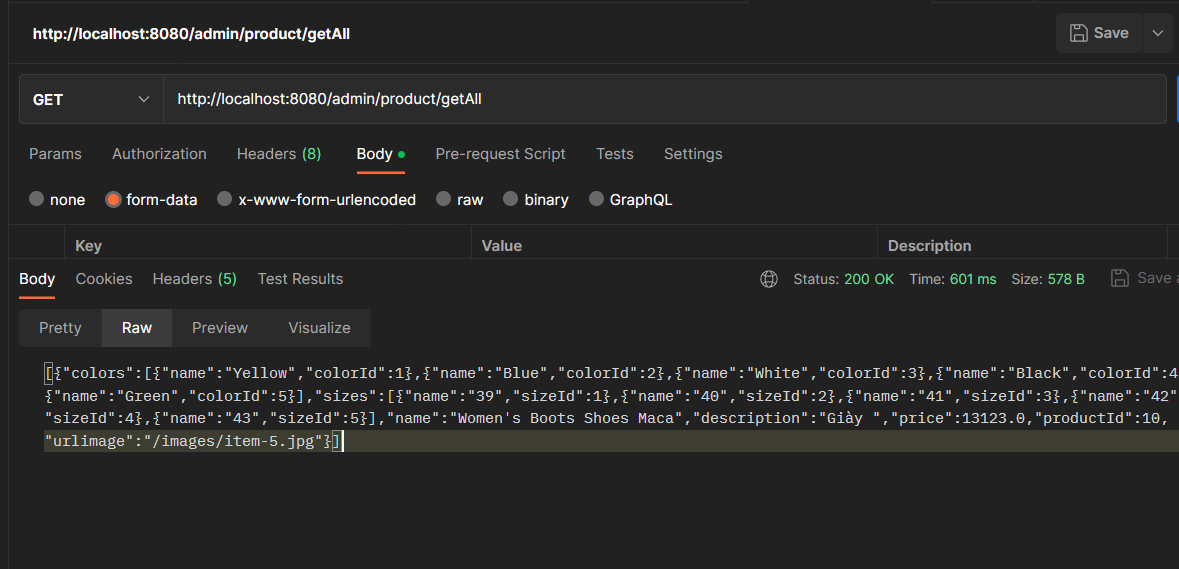 http://localhost:8080/admin/product/getAll
Save
GET
http://localhost:8080/admin/product/getAll
Params Authorization Headers (8) Body Pre-request Script Tests Settings
none form-data x-www-form-urlencoded raw binary GraphQL
Key Value Description
Body Cookies Headers (5) Test Results Status: 200 OK Time: 601 ms Size: 578 B Save
Pretty Raw Preview Visualize
[{"colors":[{"name":"Yellow","colorId":1},{"name":"Blue","colorId":2},{"name":"White","colorId":3},{"name":"Black","colorId":4
{"name":"Green","colorId":5}],"sizes":[{"name":"39","sizeId":1},{"name":"40","sizeId":2},{"name":"41","sizeId":3},{"name":"42"
"sizeId":4},{"name":"43","sizeId":5}],"name":"Women's Boots Shoes Maca","description":"Giày ","price":13123.0,"productId":10,
"urlimage":"/images/item-5.jpg"}]